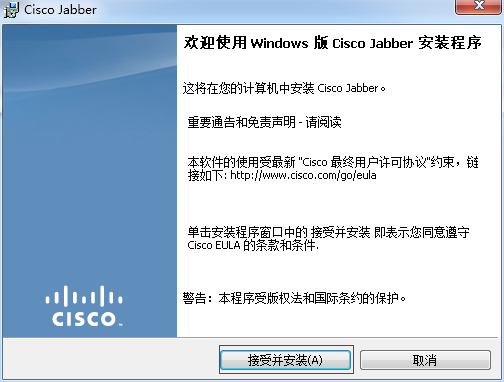 Cisco Jabber
欢迎使用 Windows 版 Cisco Jabber 安装程序
这将在您的计算机中安装 Cisco Jabber。
重要通告和免责声明 - 请阅读
本软件的使用受最新 "Cisco 最终用户许可协议"约束，链
接如下: http://www.cisco.com/go/eula
单击安装程序窗口中的 接受并安装 即表示您同意遵守
Cisco EULA 的条款和条件.
警告：本程序受版权法和国际条约的保护。
CISCO
接受并安装(A)
取消